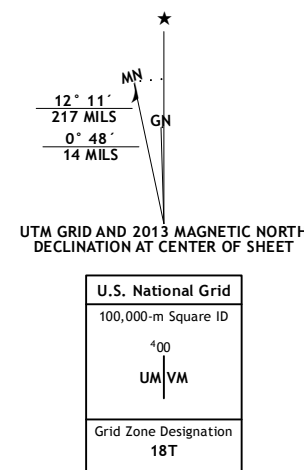 ★
MN
12° 11´
217 MILS
GN
0° 48´
14 MILS
UTM GRID AND 2013 MAGNETIC NORTH
DECLINATION AT CENTER OF SHEET
U.S. National Grid
100,000-m Square ID
⁴00
UM VM
Grid Zone Designation
18T